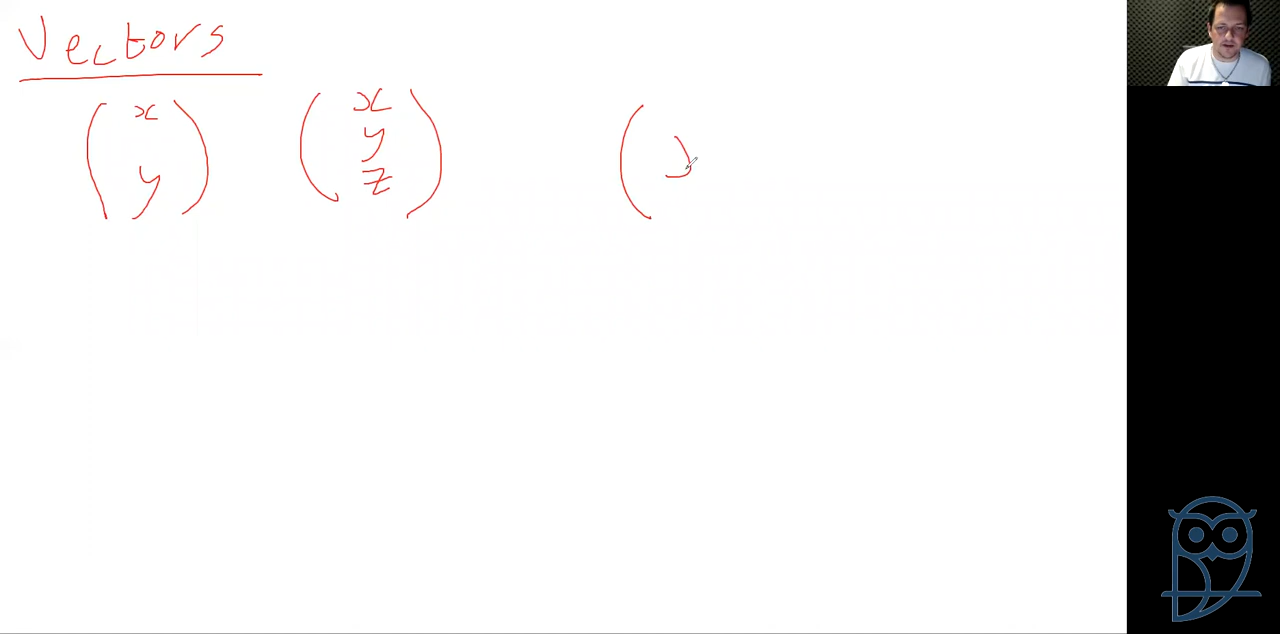 Vectors
( x ) ( x ) (
y y
z